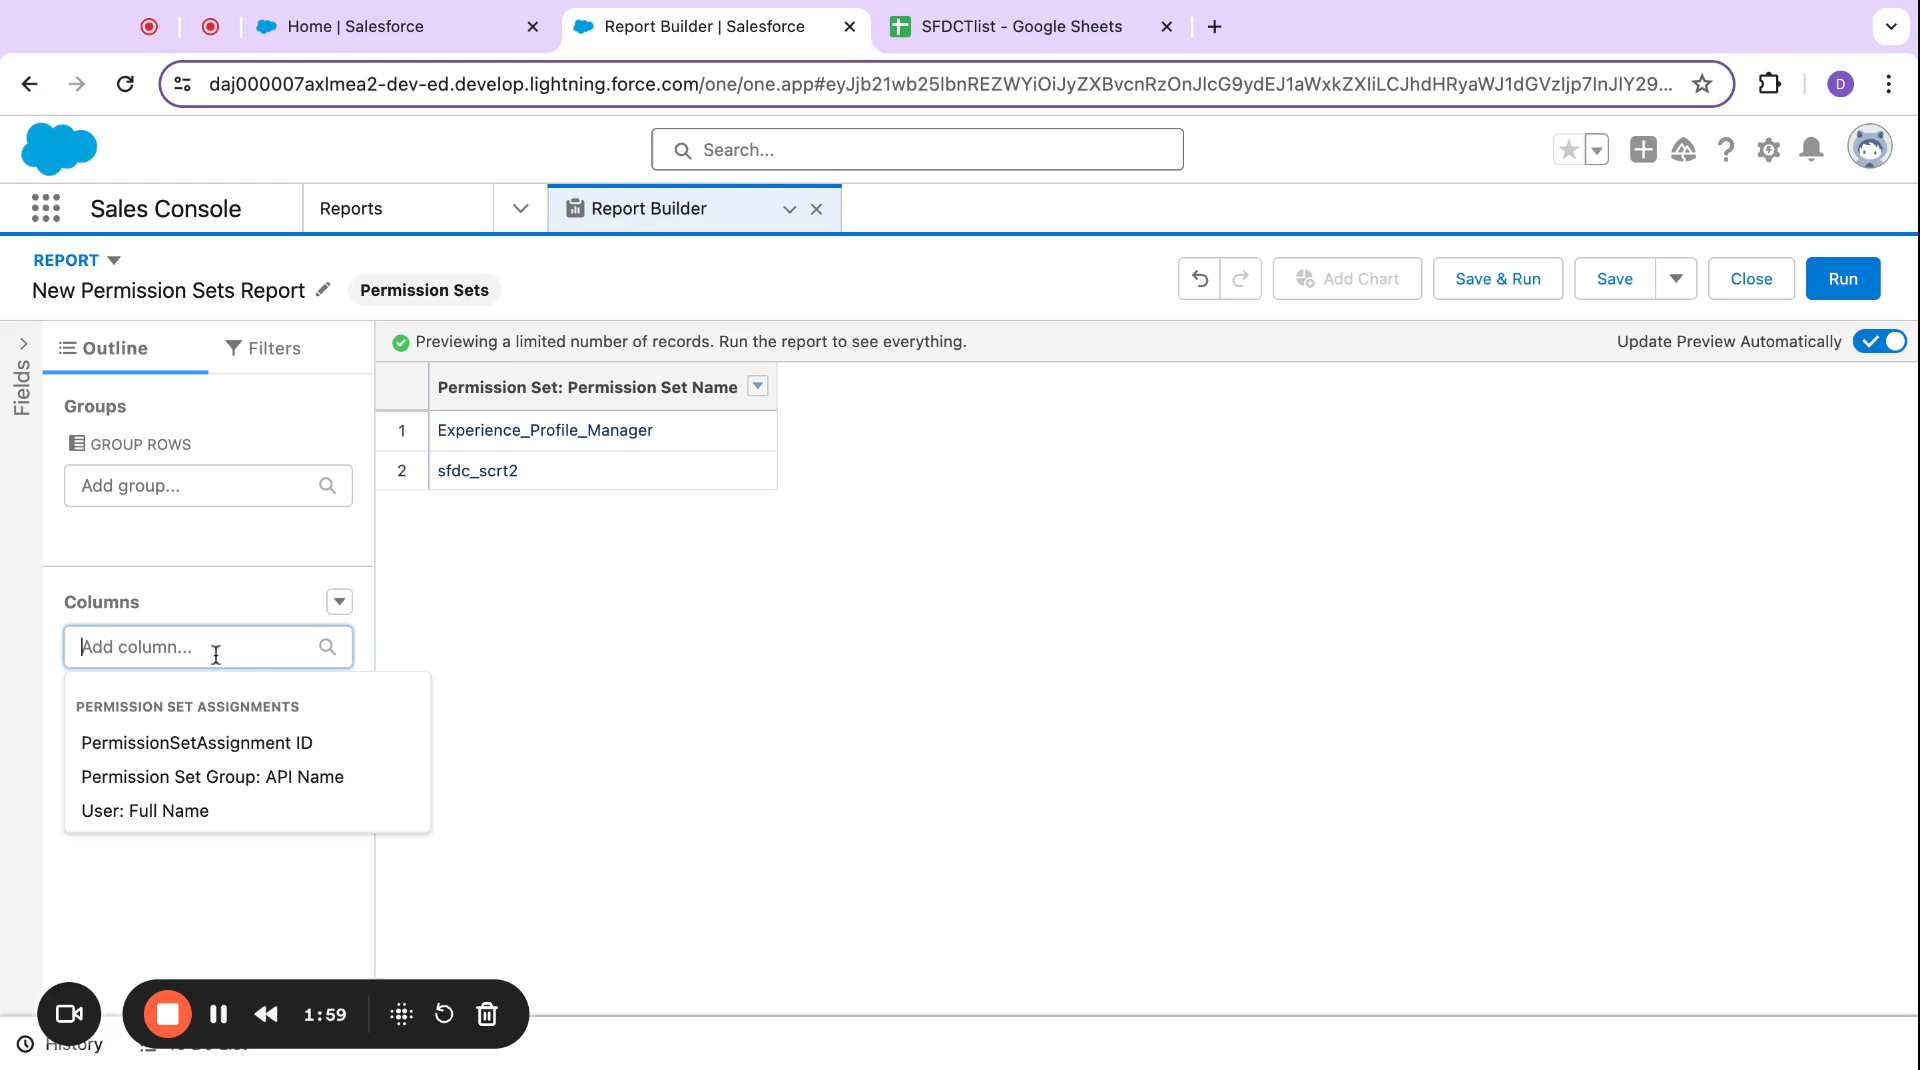 Home | Salesforce
Report Builder | Salesforce
SFDCTlist - Google Sheets
daj000007axlmea2-dev-ed.develop.lightning.force.com/one/one.app#eyJjb21wb25lbnREZWYiOiJyZXBvcnRzOnJlcG9ydEJ1aWxkZXIiLCJhdHRyaWJ1dGVzIjp7InJlY29...
D
Search...
Sales Console
Reports
Report Builder
REPORT
New Permission Sets Report
Permission Sets
Add Chart
Save & Run
Save
Close
Run
Fields
Outline
Filters
Previewing a limited number of records. Run the report to see everything.
Update Preview Automatically
Groups
GROUP ROWS
Add group...
Permission Set: Permission Set Name
1
Experience_Profile_Manager
2
sfdc_scrt2
Columns
Add column...
PERMISSION SET ASSIGNMENTS
PermissionSetAssignment ID
Permission Set Group: API Name
User: Full Name
1:59
History